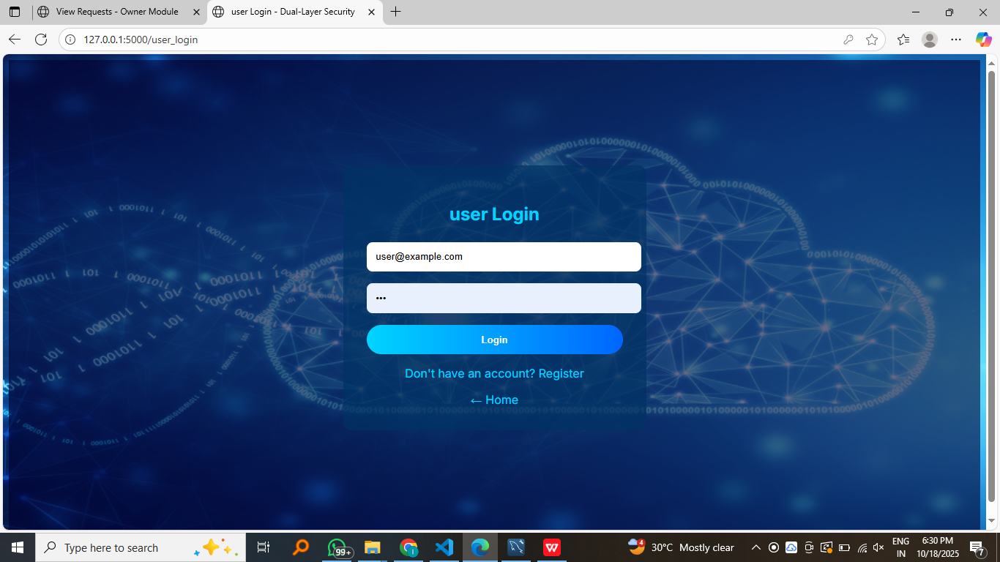 View Requests - Owner Module
user Login - Dual-Layer Security
127.0.0.1:5000/user_login
user Login
user@example.com
•••
Login
Don't have an account? Register
← Home
Type here to search
99+
4
30°C Mostly clear
ENG
IN
6:30 PM
10/18/2025
7